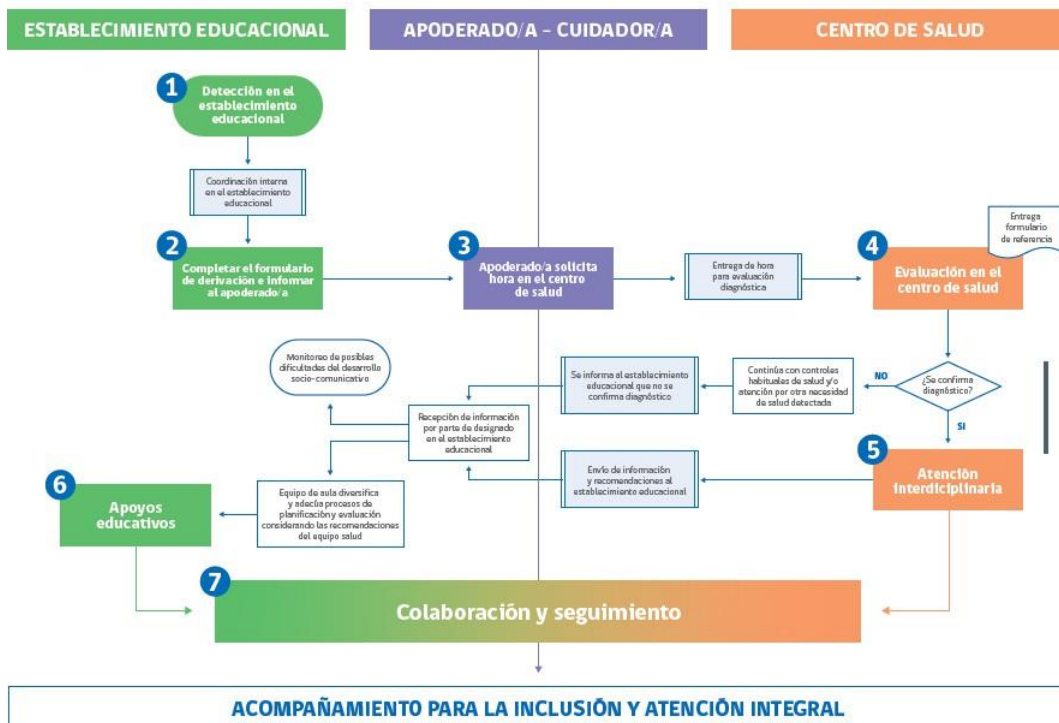 ESTABLECIMIENTO EDUCACIONAL
APODERADO/A – CUIDADOR/A
CENTRO DE SALUD
1
Detección en el
establecimiento
educacional
Coordinación interna
en el establecimiento
educacional
2
Completar el formulario
de derivación e informar
al apoderado/a
3
Apoderado/a solicita
hora en el centro
de salud
Entrega de hora
para evaluación
diagnóstica
Entrega
formulario
de referencia
4
Evaluación en el
centro de salud
¿Se confirma
diagnóstico?
NO
SI
Continúa con controles
habituales de salud y/o
atención por otra necesidad
de salud detectada
Se informa al establecimiento
educacional que no se
confirma diagnóstico
Monitoreo de posibles
dificultades del desarrollo
socio-comunicativo
Recepción de información
por parte de designado
en el establecimiento
educacional
5
Atención
interdiciplinaria
Envío de información
y recomendaciones al
establecimiento educacional
Equipo de aula diversifica
y adecúa procesos de
planificación y evaluación
considerando las recomendaciones
del equipo salud
6
Apoyos
educativos
7
Colaboración y seguimiento
ACOMPAÑAMIENTO PARA LA INCLUSIÓN Y ATENCIÓN INTEGRAL